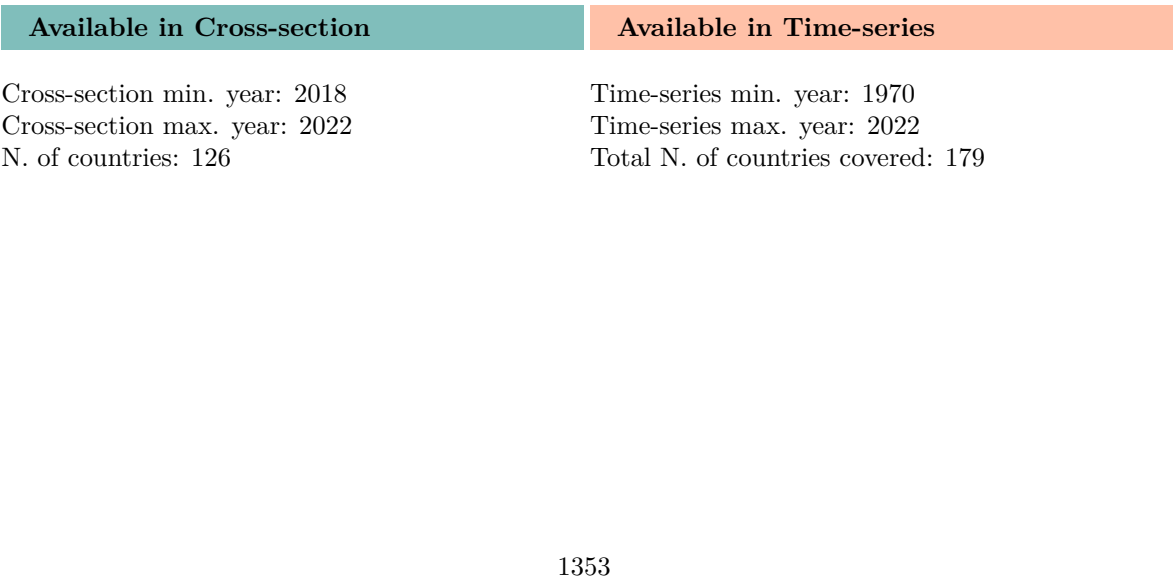 Available in Cross-section
Available in Time-series
Cross-section min. year: 2018
Cross-section max. year: 2022
N. of countries: 126
Time-series min. year: 1970
Time-series max. year: 2022
Total N. of countries covered: 179
1353